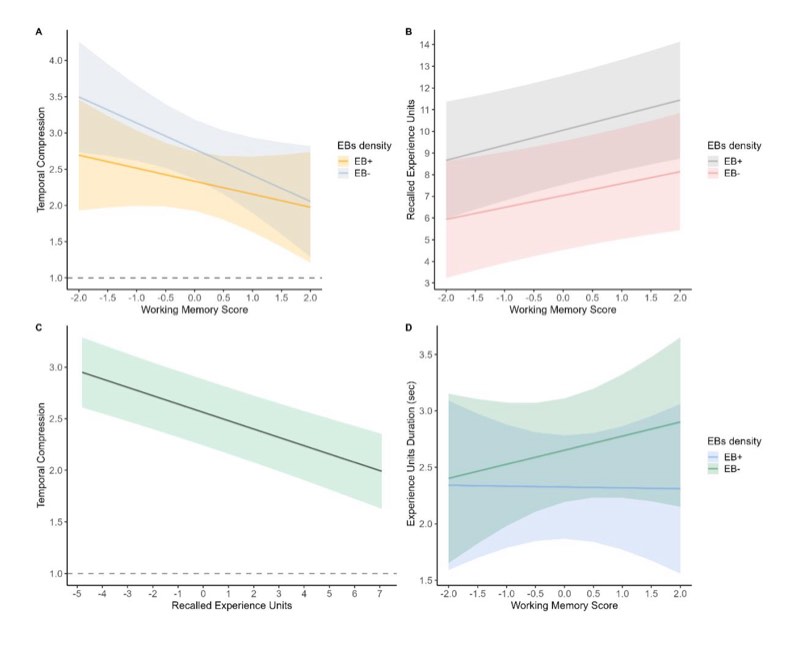 A
Temporal Compression
4.0
3.5
3.0
2.5
2.0
1.5
1.0
-2.0 -1.5 -1.0 -0.5 0.0 0.5 1.0 1.5 2.0
Working Memory Score
EBs density
EB+
EB-
B
Recalled Experience Units
14
13
12
11
10
9
8
7
6
5
4
3
-2.0 -1.5 -1.0 -0.5 0.0 0.5 1.0 1.5 2.0
Working Memory Score
EBs density
EB+
EB-
C
Temporal Compression
3.0
2.5
2.0
1.5
1.0
-5 -4 -3 -2 -1 0 1 2 3 4 5 6 7
Recalled Experience Units
D
Experience Units Duration (sec)
3.5
3.0
2.5
2.0
1.5
-2.0 -1.5 -1.0 -0.5 0.0 0.5 1.0 1.5 2.0
Working Memory Score
EBs density
EB+
EB-